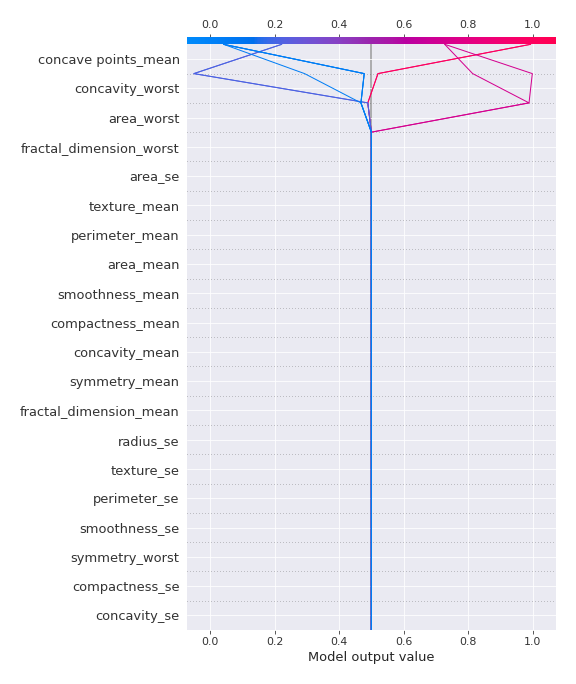 0.0 0.2 0.4 0.6 0.8 1.0
concave points_mean
concavity_worst
area_worst
fractal_dimension_worst
area_se
texture_mean
perimeter_mean
area_mean
smoothness_mean
compactness_mean
concavity_mean
symmetry_mean
fractal_dimension_mean
radius_se
texture_se
perimeter_se
smoothness_se
symmetry_worst
compactness_se
concavity_se
0.0 0.2 0.4 0.6 0.8 1.0
Model output value